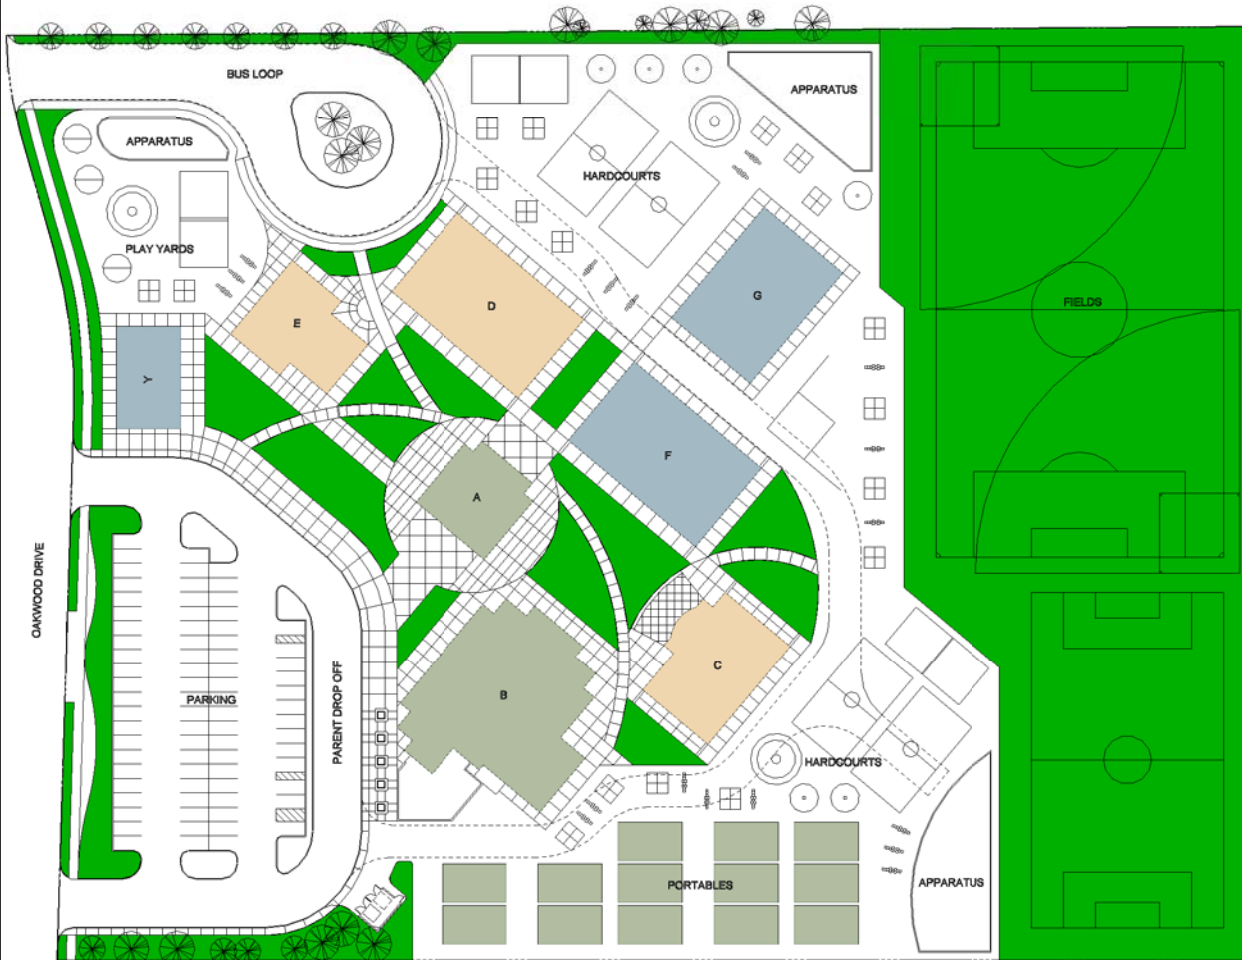 BUS LOOP
APPARATUS
APPARATUS
HARDCOURTS
PLAY YARDS
G
D
E
FIELDS
Y
F
A
OAKWOOD DRIVE
C
B
PARKING
PARENT DROP OFF
HARDCOURTS
PORTABLES
APPARATUS